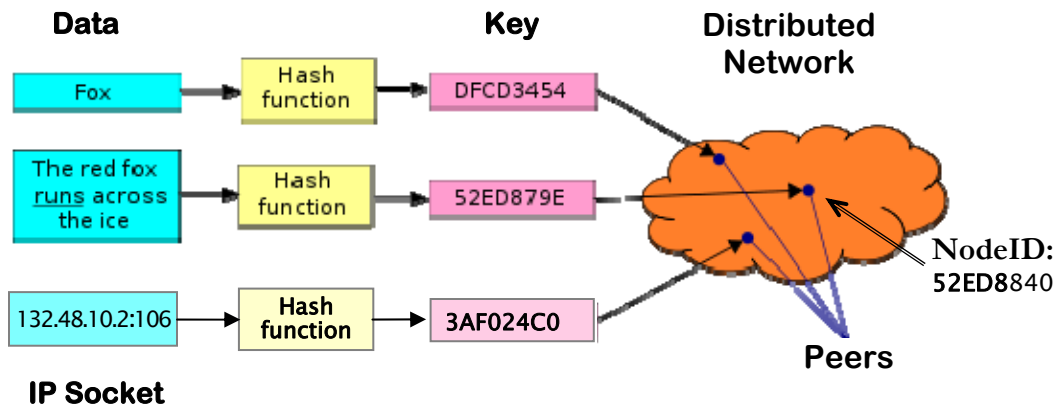 Data
Key
Distributed
Network
Fox
Hash
function
DFCD3454
The red fox
runs across
the ice
Hash
function
52ED879E
NodeID:
52ED8840
132.48.10.2:106
Hash
function
3AF024C0
Peers
IP Socket